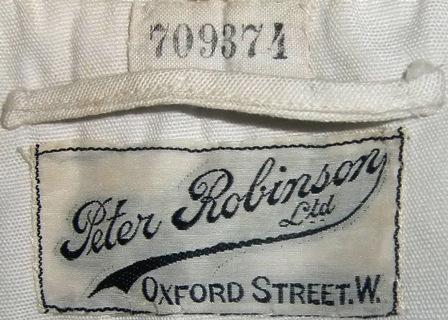 709374
Peter Robinson
Ltd
OXFORD STREET.W.